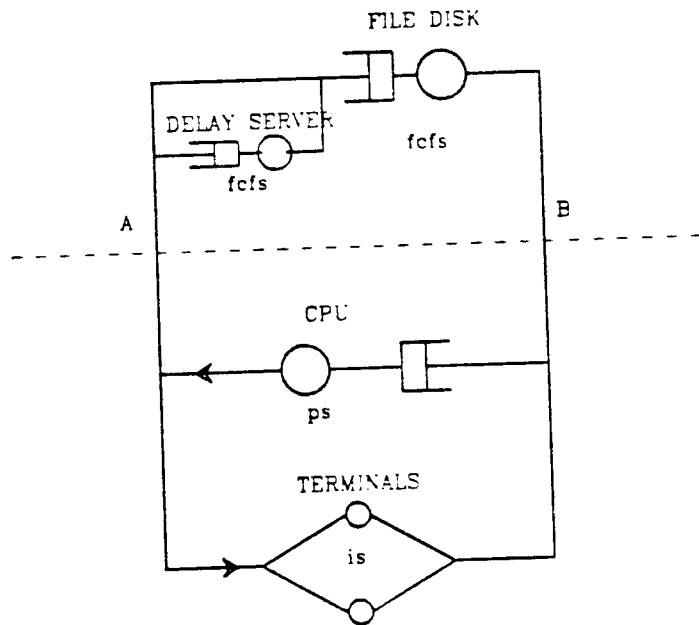 FILE DISK
DELAY SERVER
fcfs
fcfs
A
B
CPU
ps
TERMINALS
is